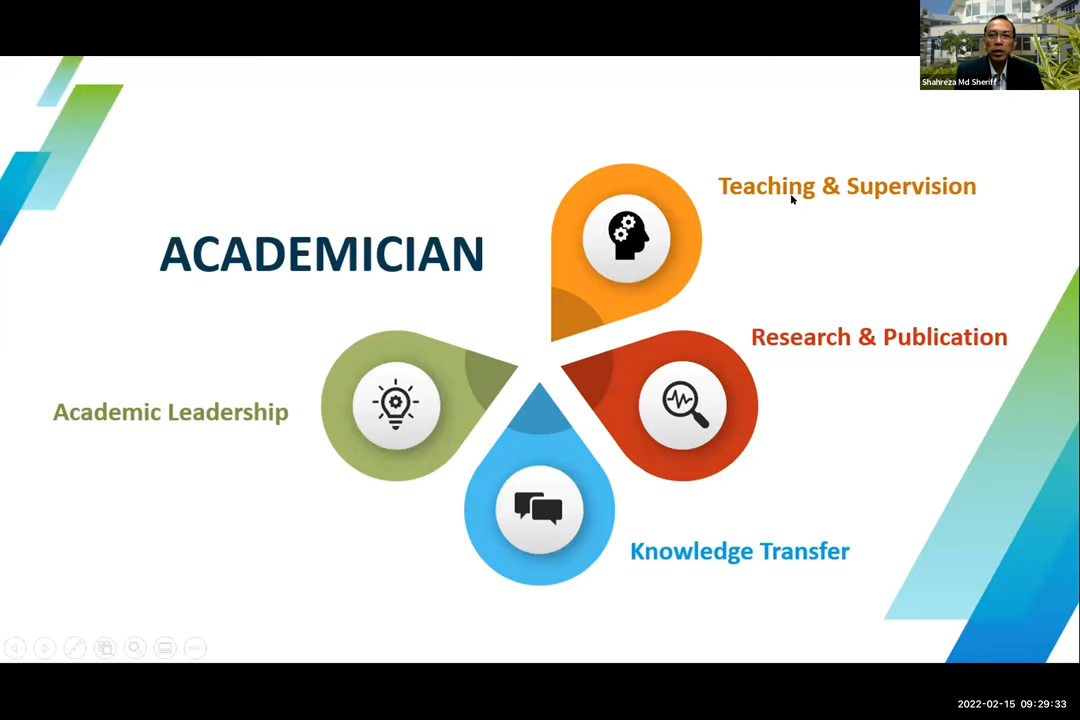 Shahreza Md Sheriff
Teaching & Supervision
ACADEMICIAN
Research & Publication
Academic Leadership
Knowledge Transfer
2022-02-15 09:29:33